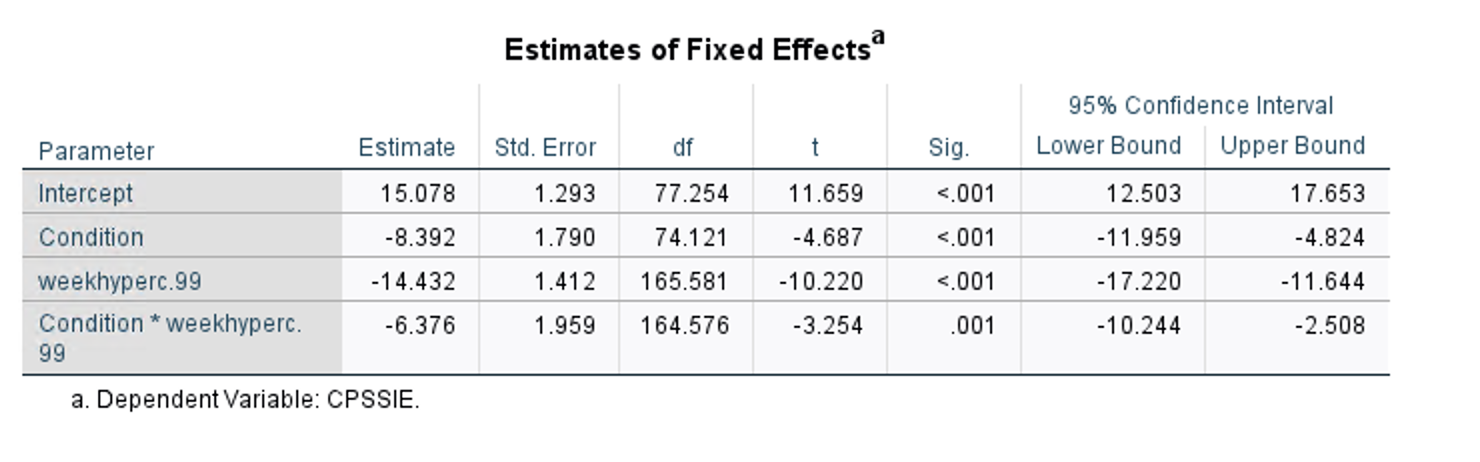 Estimates of Fixed Effectsa
95% Confidence Interval
Parameter Estimate Std. Error df t Sig. Lower Bound Upper Bound
Intercept 15.078 1.293 77.254 11.659 <.001 12.503 17.653
Condition -8.392 1.790 74.121 -4.687 <.001 -11.959 -4.824
weekhyperc.99 -14.432 1.412 165.581 -10.220 <.001 -17.220 -11.644
Condition * weekhyperc. -6.376 1.959 164.576 -3.254 .001 -10.244 -2.508
99
a. Dependent Variable: CPSSIE.